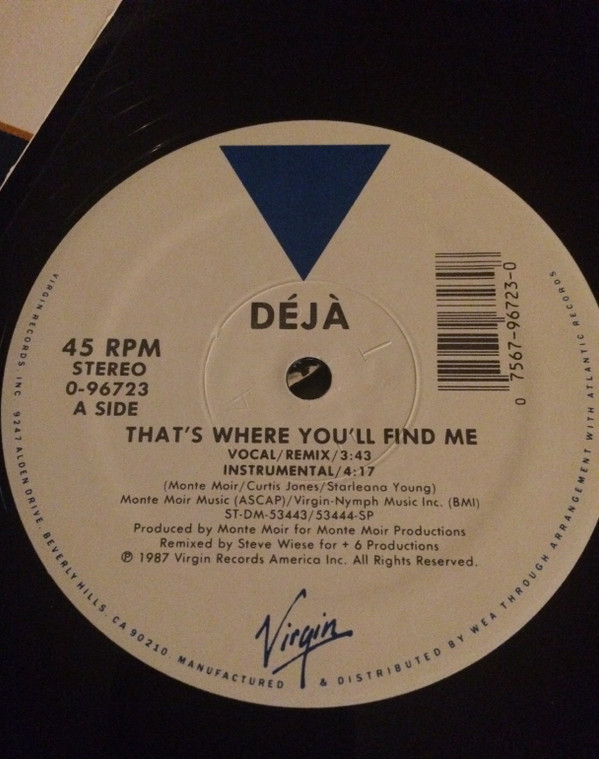 DÉJÀ
45 RPM
STEREO
0-96723
A SIDE
0 7567-96723-0
THAT'S WHERE YOU'LL FIND ME
VOCAL/REMIX/3:43
INSTRUMENTAL/4:17
(Monte Moir/Curtis Jones/Starleana Young)
Monte Moir Music (ASCAP)/Virgin-Nymph Music Inc. (BMI)
ST-DM-53443/53444-SP
Produced by Monte Moir for Monte Moir Productions
Remixed by Steve Wiese for + 6 Productions
℗ 1987 Virgin Records America Inc. All Rights Reserved.
Virgin
VIRGIN RECORDS, INC. 9247 ALDEN DRIVE, BEVERLY HILLS, CA 90210. MANUFACTURED & DISTRIBUTED BY WEA THROUGH ARRANGEMENT WITH ATLANTIC RECORDS